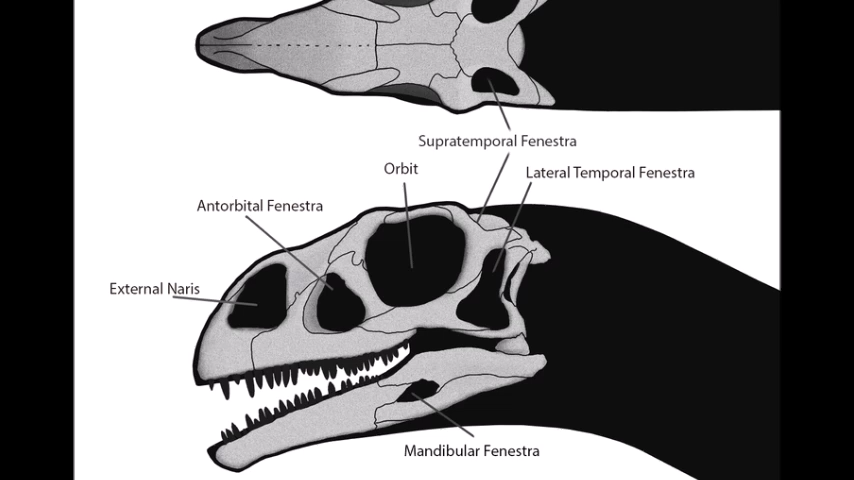 Supratemporal Fenestra
Orbit
Lateral Temporal Fenestra
Antorbital Fenestra
External Naris
Mandibular Fenestra